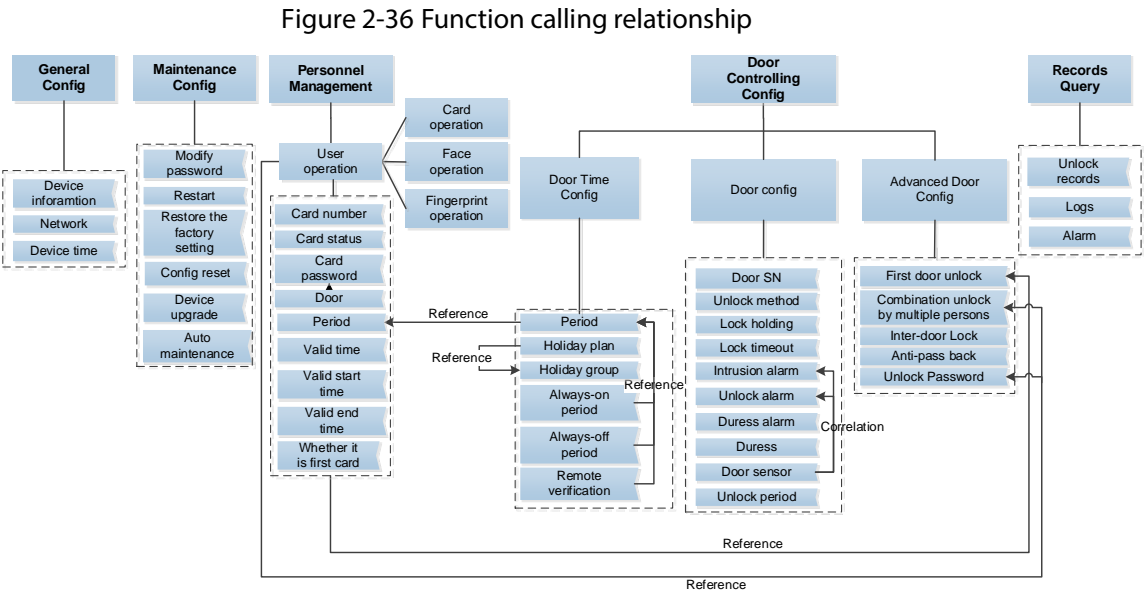 Figure 2-36 Function calling relationship
General
Config
Device
inforamtion
Network
Device time
Maintenance
Config
Modify
password
Restart
Restore the
factory
setting
Config reset
Device
upgrade
Auto
maintenance
Personnel
Management
User
operation
Card
operation
Face
operation
Fingerprint
operation
Card number
Card status
Card
password
Door
Period
Valid time
Valid start
time
Valid end
time
Whether it
is first card
Door
Controlling
Config
Door Time
Config
Reference
Period
Holiday plan
Reference
Holiday group
Reference
Always-on
period
Always-off
period
Remote
verification
Door config
Door SN
Unlock method
Lock holding
Lock timeout
Intrusion alarm
Unlock alarm
Duress alarm
Correlation
Duress
Door sensor
Unlock period
Advanced Door
Config
First door unlock
Combination unlock
by multiple persons
Inter-door Lock
Anti-pass back
Unlock Password
Records
Query
Unlock
records
Logs
Alarm
Reference
Reference